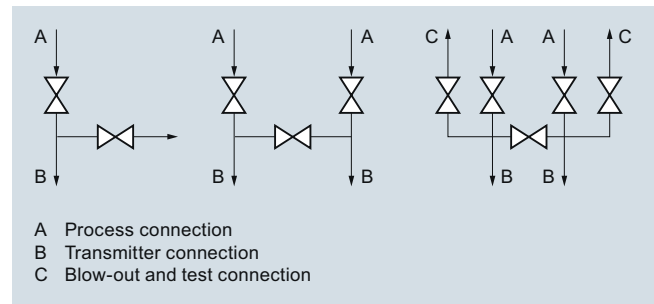 A A A C A A C
B B B B B
A Process connection
B Transmitter connection
C Blow-out and test connection